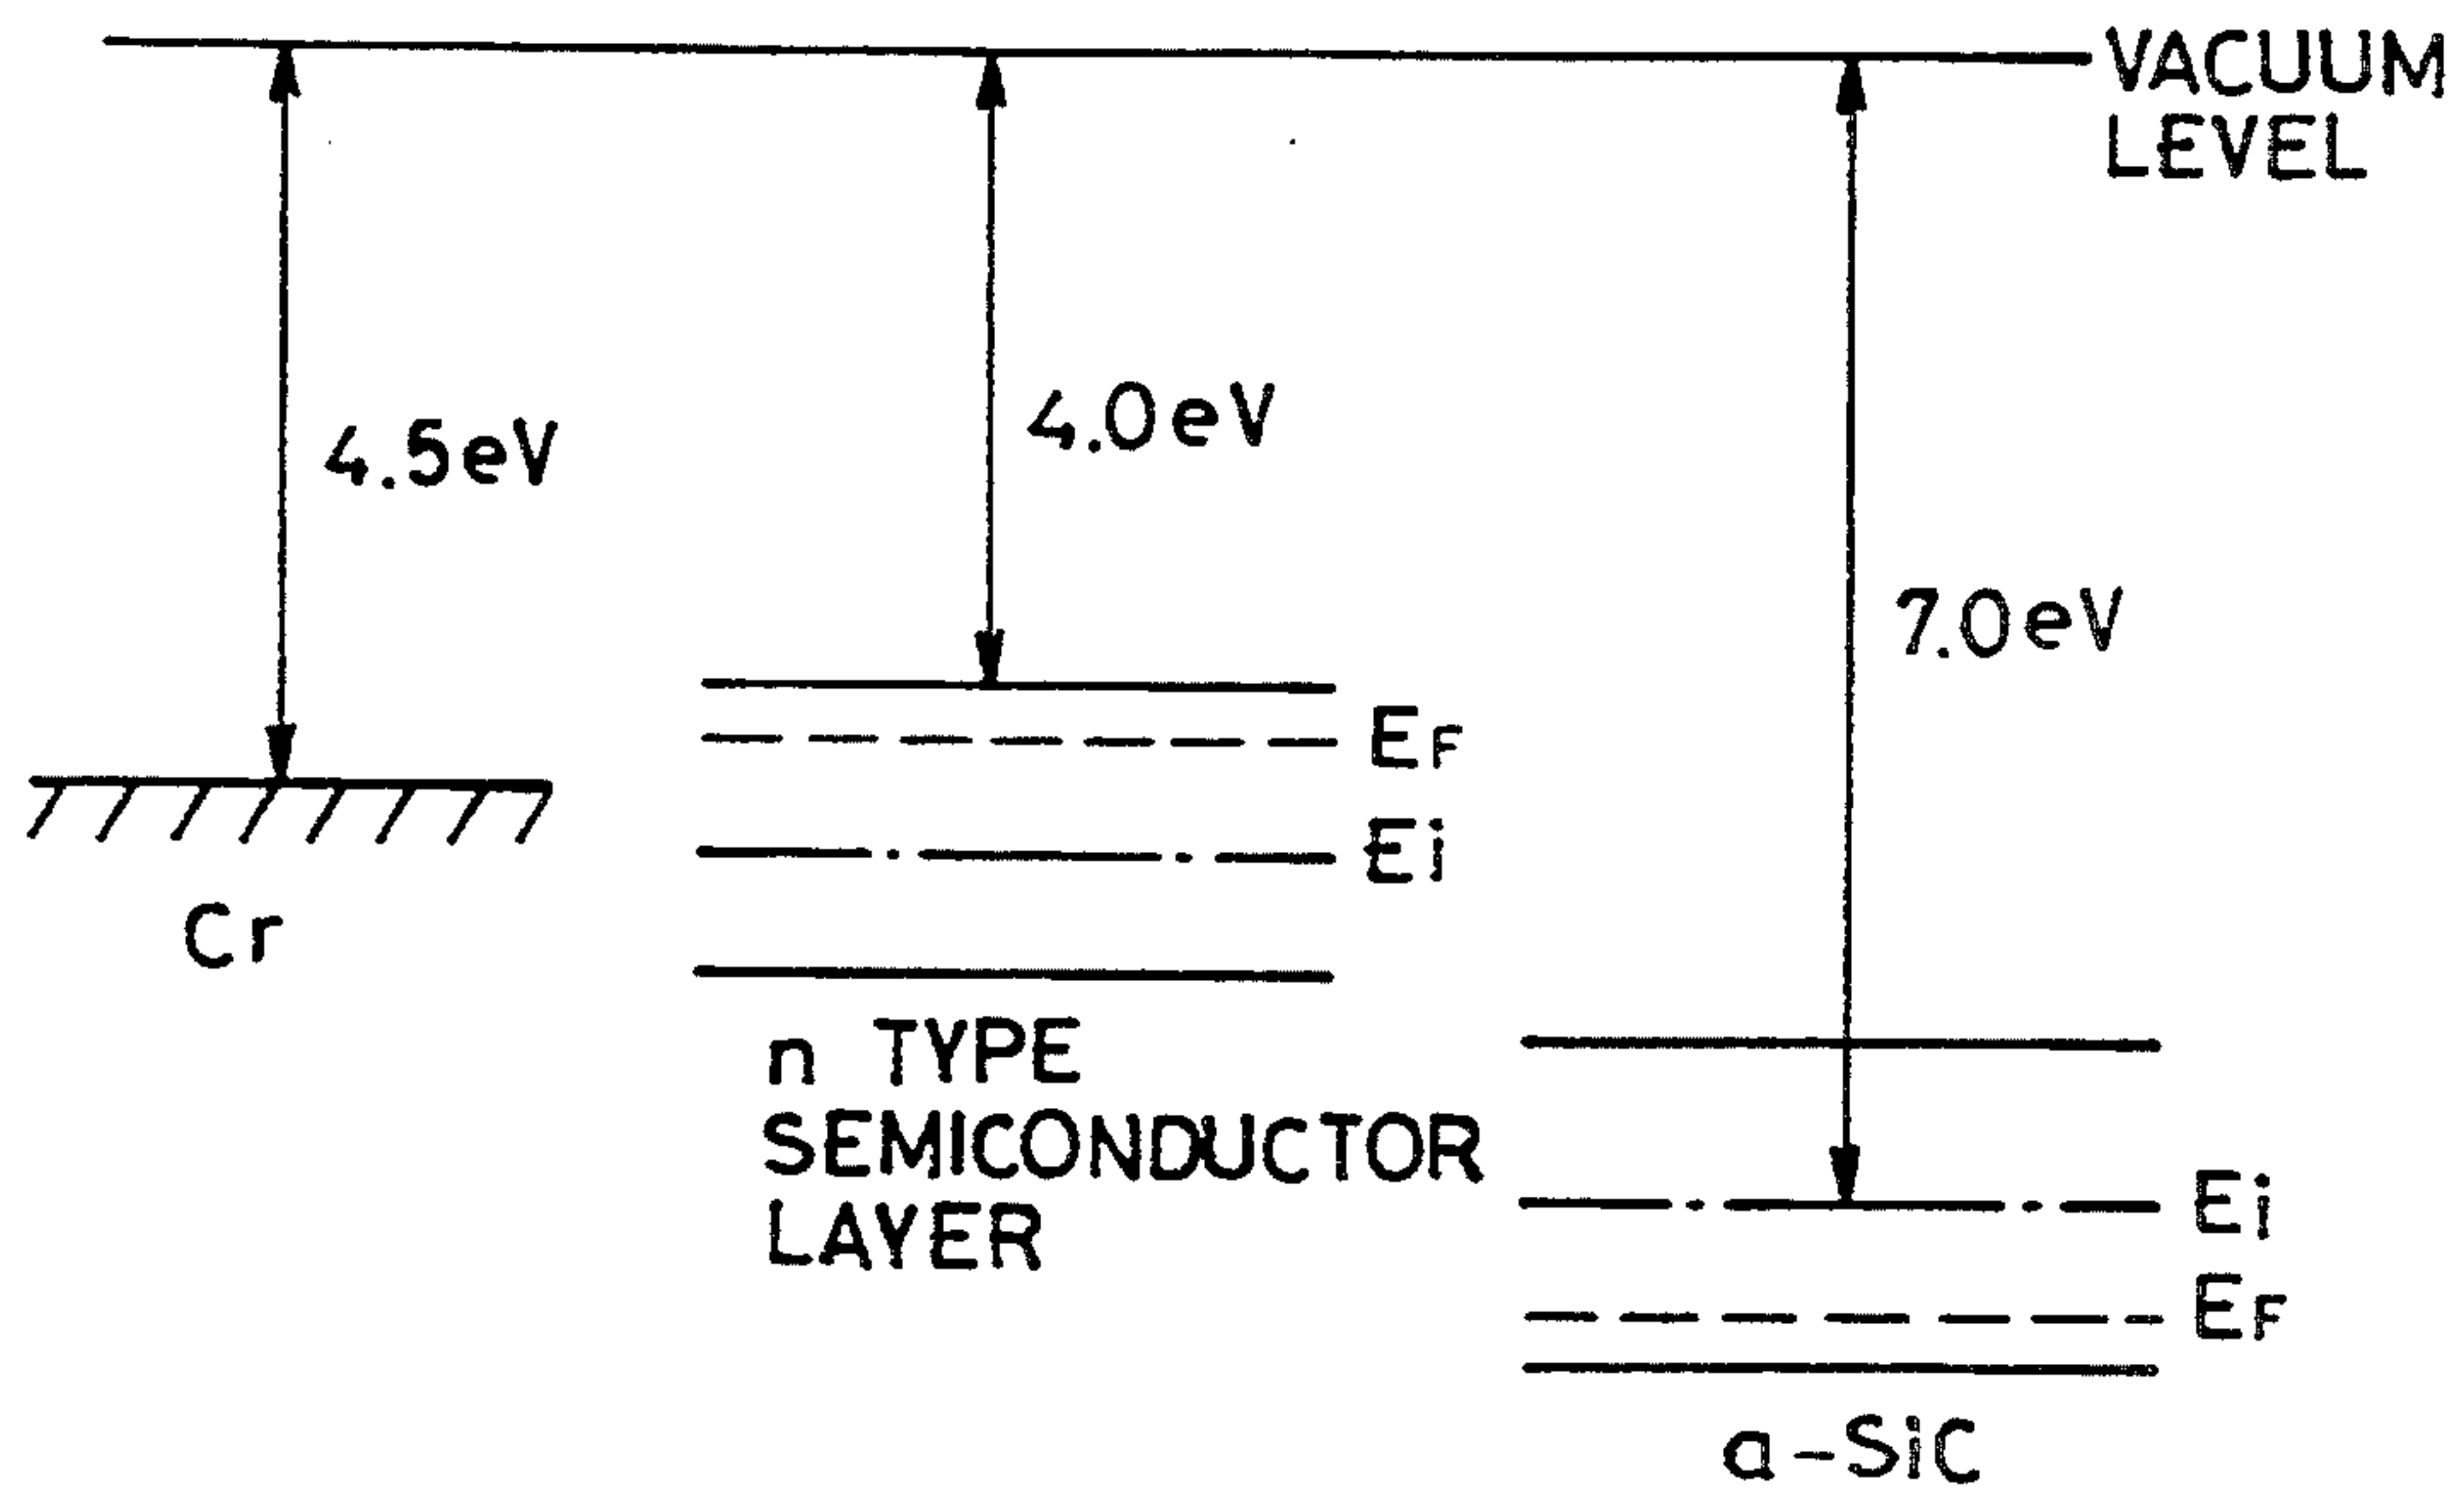 VACUUM
LEVEL
4.5eV
4.0eV
7.0eV
EF
Ei
Cr
n TYPE
SEMICONDUCTOR
LAYER
Ei
EF
a-SiC